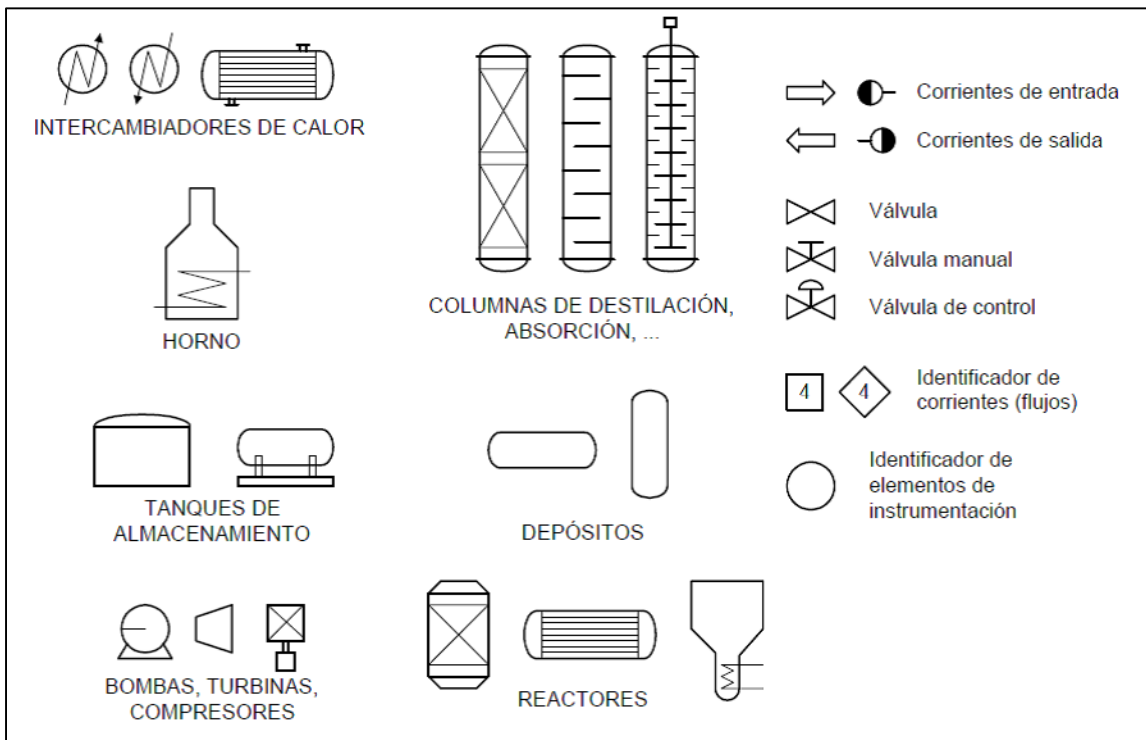 INTERCAMBIADORES DE CALOR
HORNO
COLUMNAS DE DESTILACIÓN,
ABSORCIÓN, ...
TANQUES DE
ALMACENAMIENTO
DEPÓSITOS
BOMBAS, TURBINAS,
COMPRESORES
REACTORES
Corrientes de entrada
Corrientes de salida
Válvula
Válvula manual
Válvula de control
4 4 Identificador de
corrientes (flujos)
Identificador de
elementos de
instrumentación